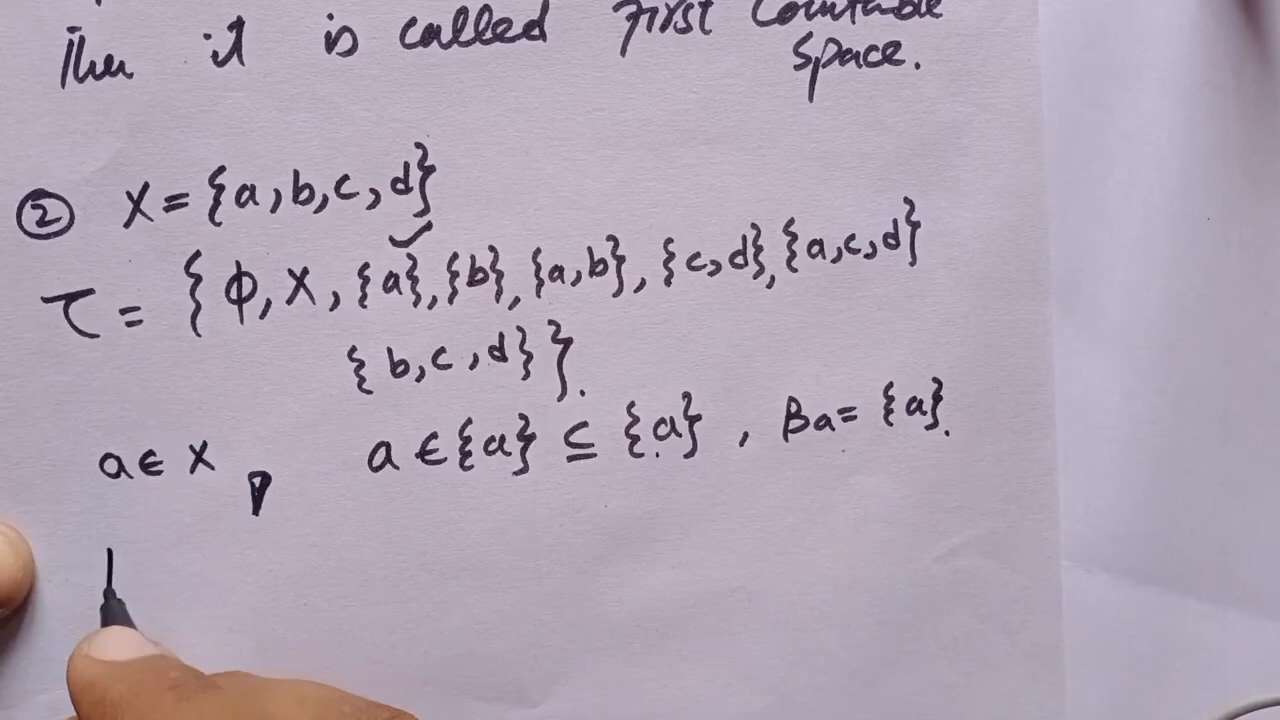 Then it is called First Countable
Space.
② X = {a, b, c, d}
τ = {ϕ, X, {a}, {b}, {a, b}, {c, d}, {a, c, d}
{b, c, d}}.
a ∈ X, a ∈ {a} ⊆ {a}, Ba = {a}.